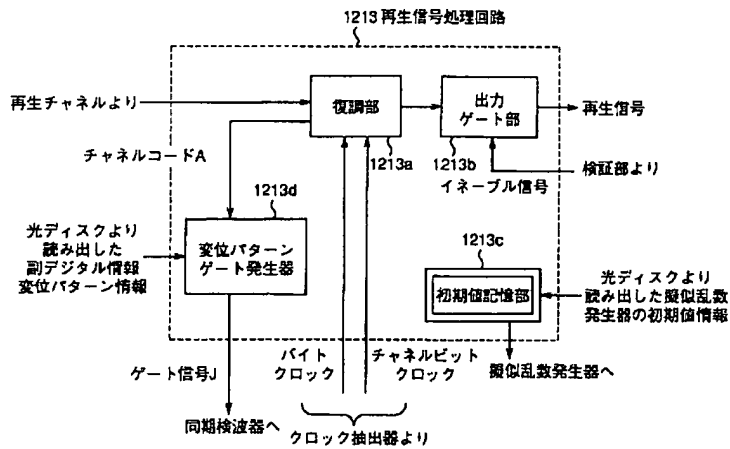 1213 再生信号処理回路
再生チャネルより
復調部
出力
ゲート部
再生信号
チャネルコードA
1213a
1213b
イネーブル信号
検証部より
1213d
光ディスクより
読み出した
副デジタル情報
変位パターン情報
変位パターン
ゲート発生器
1213c
初期値記憶部
光ディスクより
読み出した擬似乱数
発生器の初期値情報
ゲート信号J
バイト
クロック
チャネルビット
クロック
擬似乱数発生器へ
同期検波器へ
クロック抽出器より